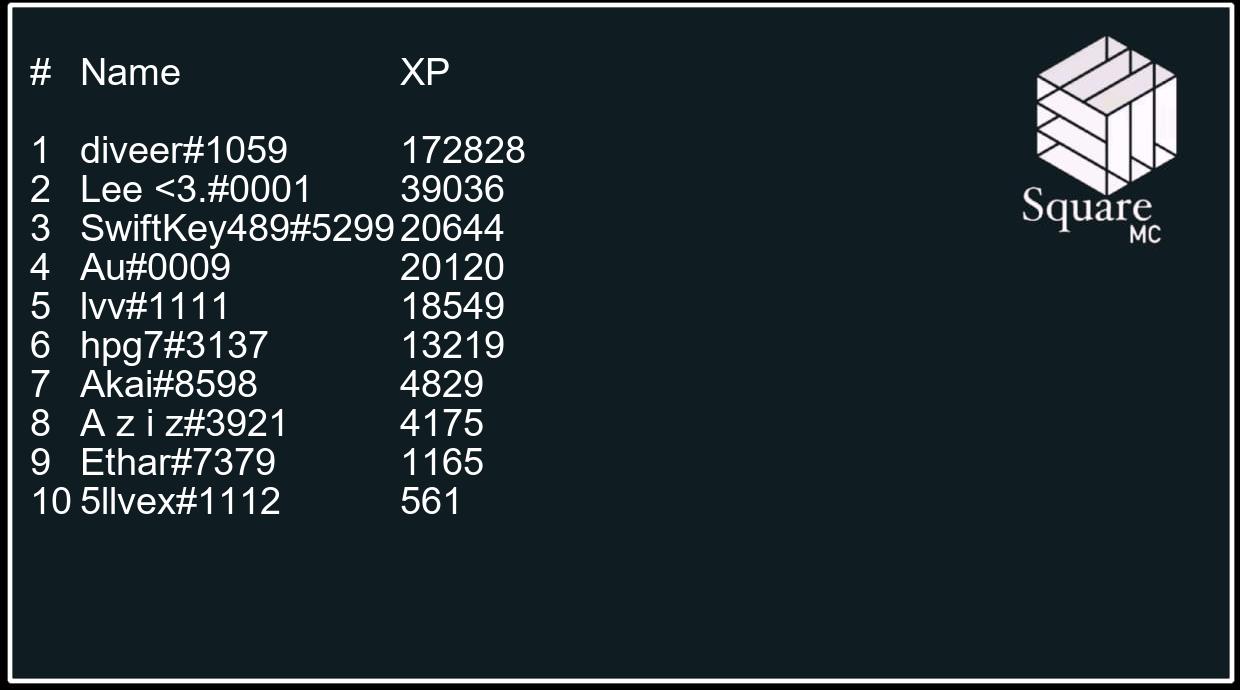 # Name XP
1 diveer#1059 172828
2 Lee <3.#0001 39036
3 SwiftKey489#5299 20644
4 Au#0009 20120
5 lvv#1111 18549
6 hpg7#3137 13219
7 Akai#8598 4829
8 A z i z#3921 4175
9 Ethar#7379 1165
10 5llvex#1112 561
Square
MC